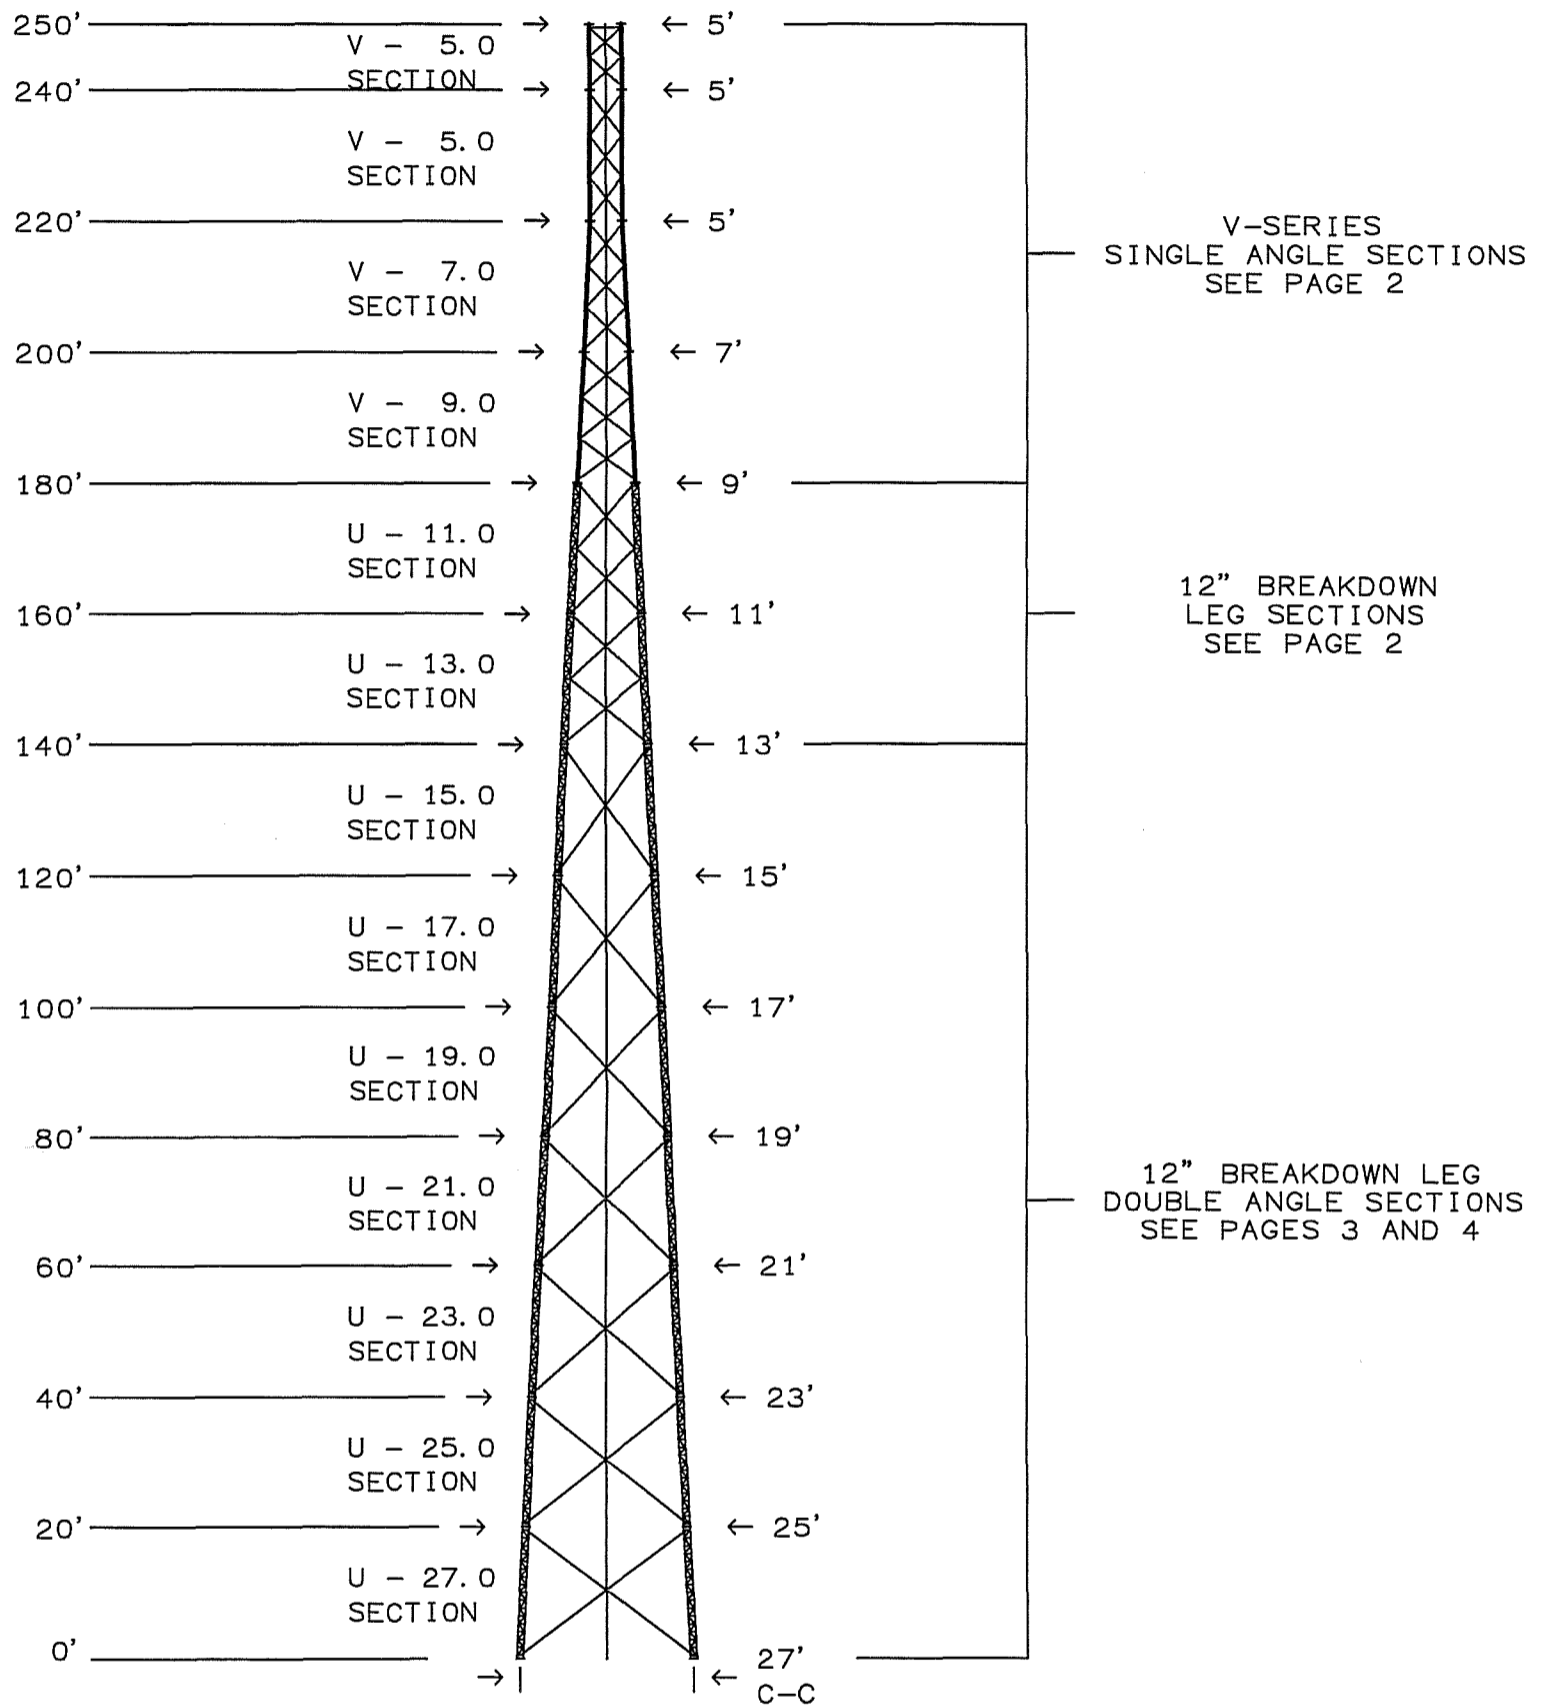 250' → ← 5'
V - 5.0
SECTION
240' → ← 5'
V - 5.0
SECTION
220' → ← 5'
V - 7.0
SECTION
200' → ← 7'
V - 9.0
SECTION
180' → ← 9'
U - 11.0
SECTION
160' → ← 11'
U - 13.0
SECTION
140' → ← 13'
U - 15.0
SECTION
120' → ← 15'
U - 17.0
SECTION
100' → ← 17'
U - 19.0
SECTION
80' → ← 19'
U - 21.0
SECTION
60' → ← 21'
U - 23.0
SECTION
40' → ← 23'
U - 25.0
SECTION
20' → ← 25'
U - 27.0
SECTION
0' → ← 27'
C-C
V-SERIES
SINGLE ANGLE SECTIONS
SEE PAGE 2
12" BREAKDOWN
LEG SECTIONS
SEE PAGE 2
12" BREAKDOWN LEG
DOUBLE ANGLE SECTIONS
SEE PAGES 3 AND 4